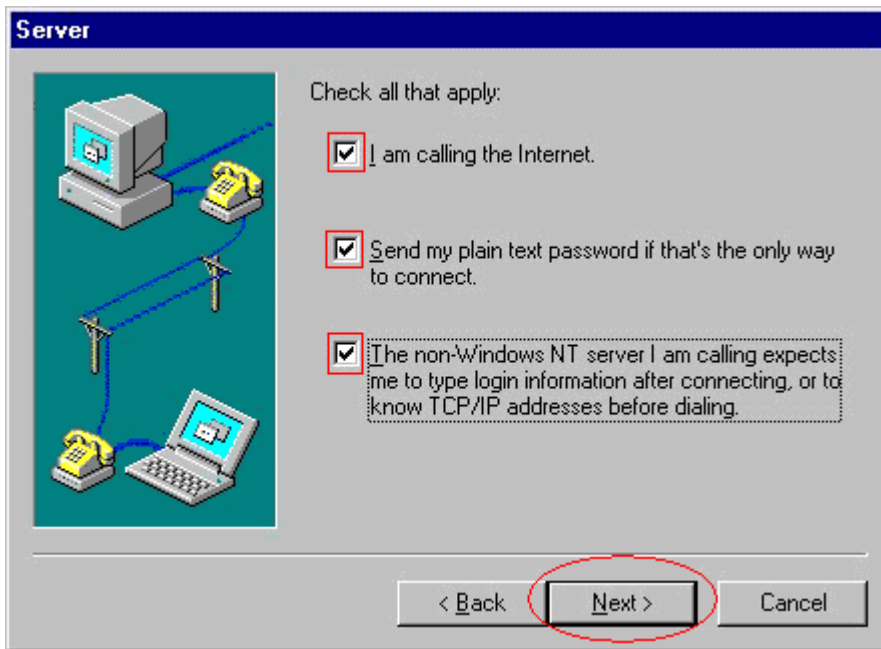 Server
Check all that apply:
I am calling the Internet.
Send my plain text password if that's the only way
to connect.
The non-Windows NT server I am calling expects
me to type login information after connecting, or to
know TCP/IP addresses before dialing.
< Back
Next >
Cancel